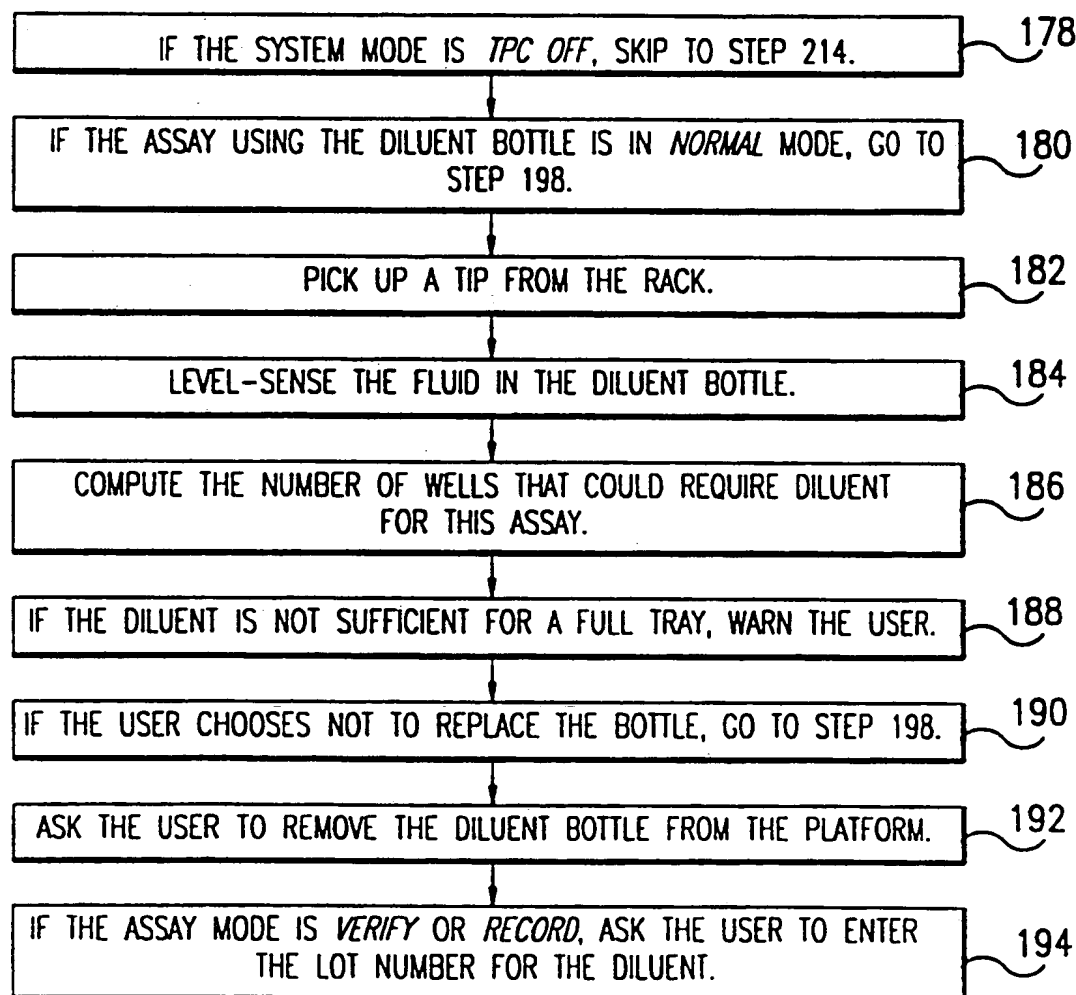 IF THE SYSTEM MODE IS TPC OFF, SKIP TO STEP 214.
178
IF THE ASSAY USING THE DILUENT BOTTLE IS IN NORMAL MODE, GO TO
STEP 198.
180
PICK UP A TIP FROM THE RACK.
182
LEVEL-SENSE THE FLUID IN THE DILUENT BOTTLE.
184
COMPUTE THE NUMBER OF WELLS THAT COULD REQUIRE DILUENT
FOR THIS ASSAY.
186
IF THE DILUENT IS NOT SUFFICIENT FOR A FULL TRAY, WARN THE USER.
188
IF THE USER CHOOSES NOT TO REPLACE THE BOTTLE, GO TO STEP 198.
190
ASK THE USER TO REMOVE THE DILUENT BOTTLE FROM THE PLATFORM.
192
IF THE ASSAY MODE IS VERIFY OR RECORD, ASK THE USER TO ENTER
THE LOT NUMBER FOR THE DILUENT.
194